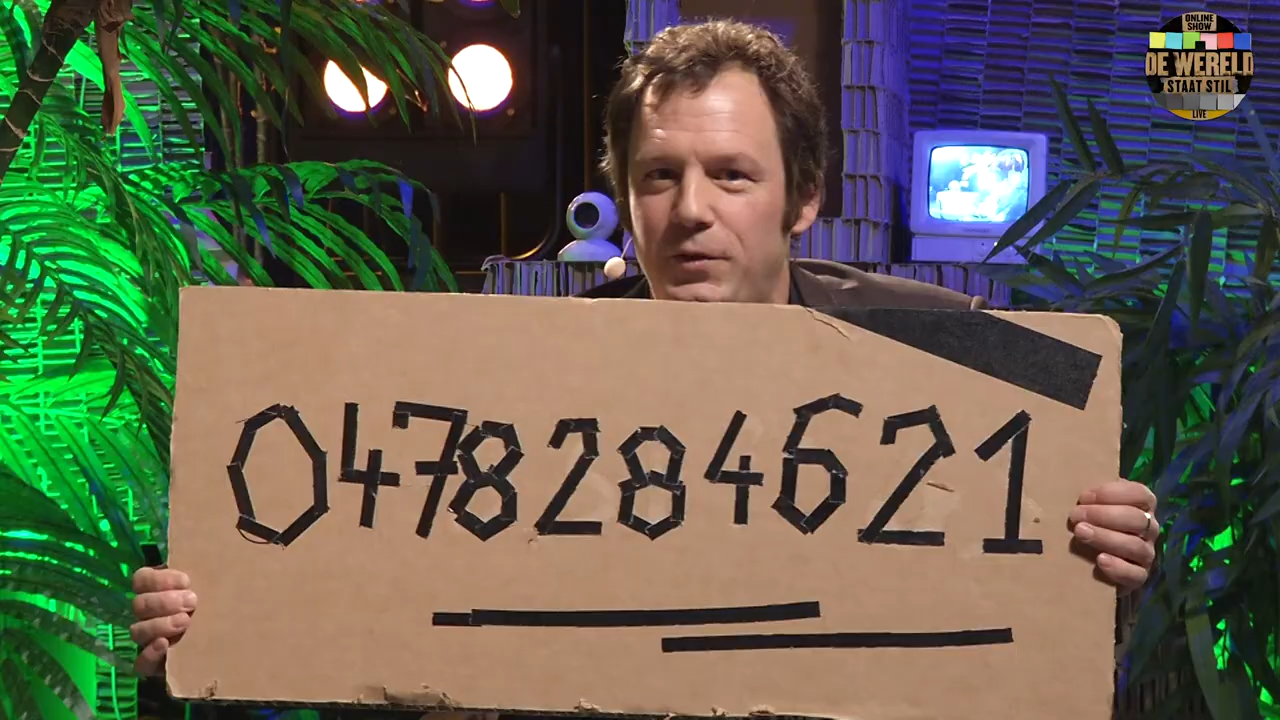 ONLINE
SHOW
DE WERELD
STAAT STIL
LIVE
0478284621